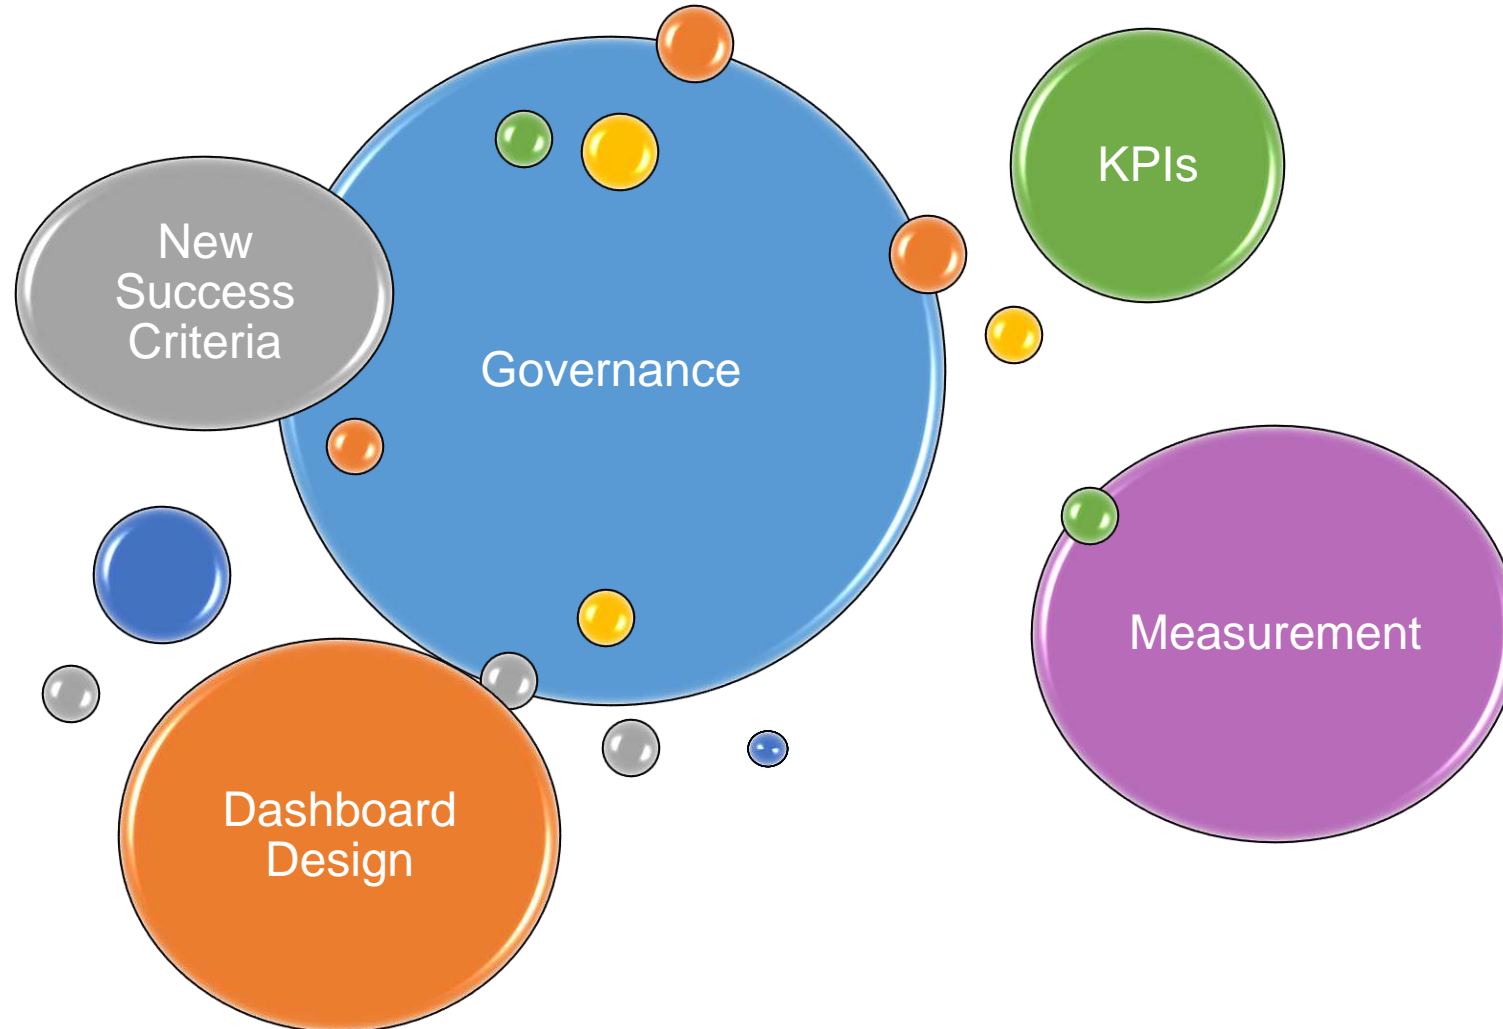 New
Success
Criteria
Governance
KPIs
Measurement
Dashboard
Design